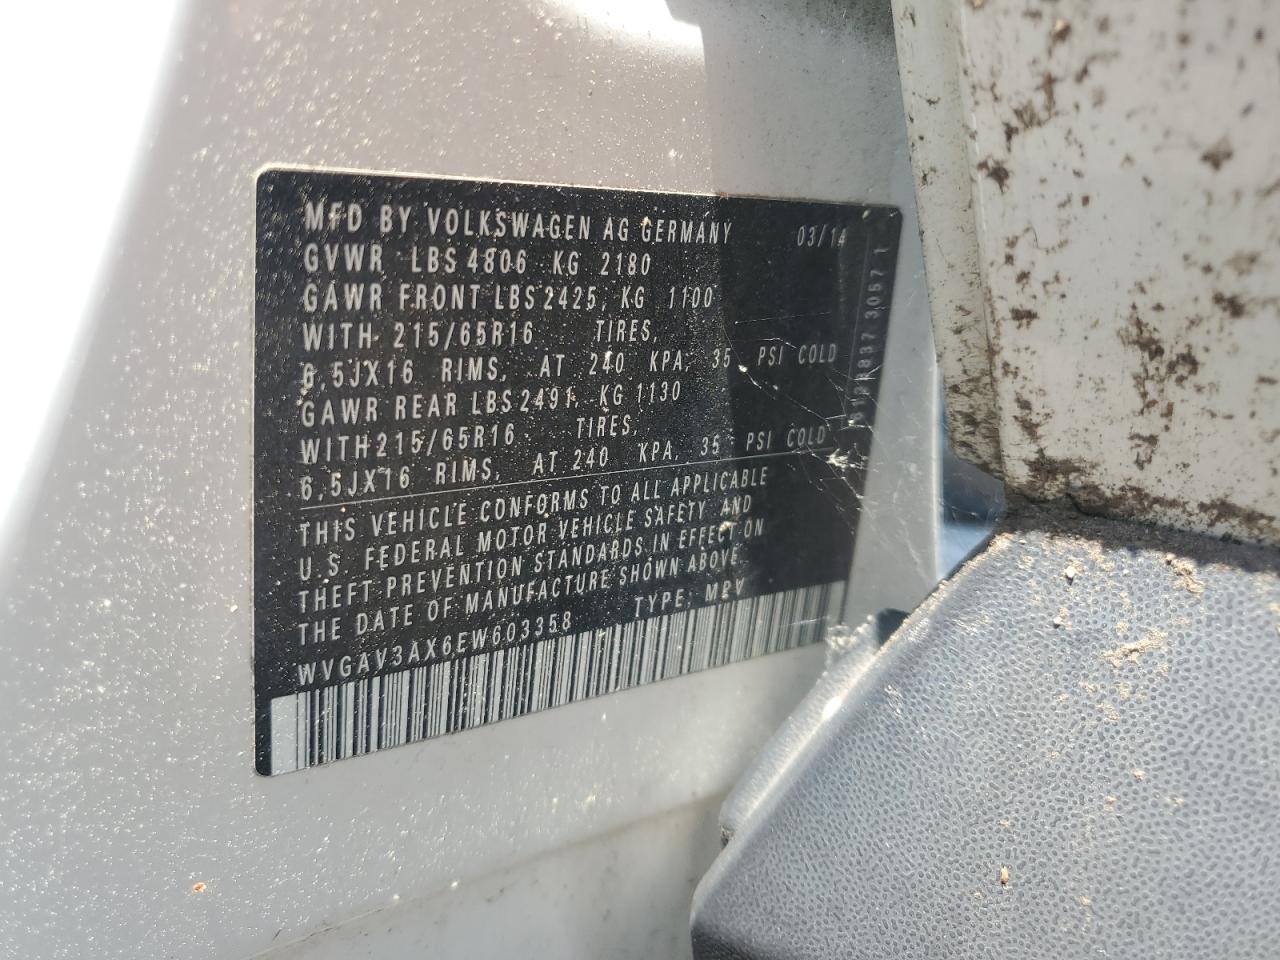 MFD BY VOLKSWAGEN AG GERMANY 03/14
GVWR LBS 4806 KG 2180
GAWR FRONT LBS 2425, KG 1100
WITH 215/65R16 TIRES,
6,5JX16 RIMS, AT 240 KPA, 35 PSI COLD
GAWR REAR LBS 2491, KG 1130
WITH 215/65R16 TIRES,
6,5JX16 RIMS, AT 240 KPA, 35 PSI COLD
THIS VEHICLE CONFORMS TO ALL APPLICABLE
U.S. FEDERAL MOTOR VEHICLE SAFETY AND
THEFT PREVENTION STANDARDS IN EFFECT ON
THE DATE OF MANUFACTURE SHOWN ABOVE.
WVGAV3AX6EW603358 TYPE: MPV